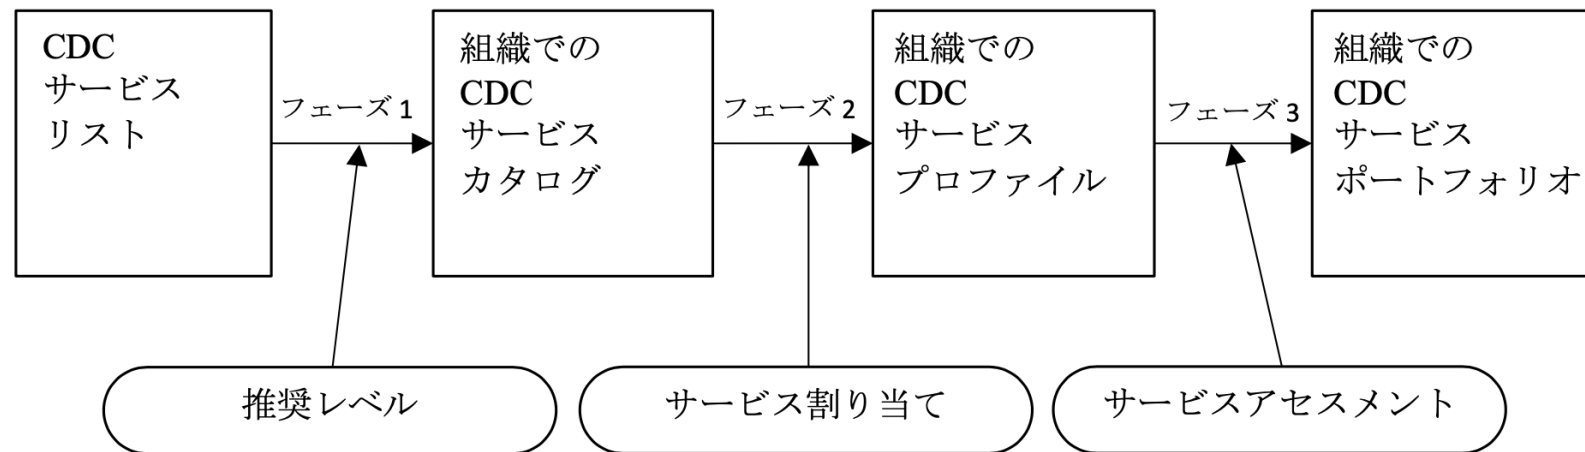 CDC
サービス
リスト
フェーズ 1
組織での
CDC
サービス
カタログ
フェーズ 2
組織での
CDC
サービス
プロファイル
フェーズ 3
組織での
CDC
サービス
ポートフォリオ
推奨レベル
サービス割り当て
サービスアセスメント